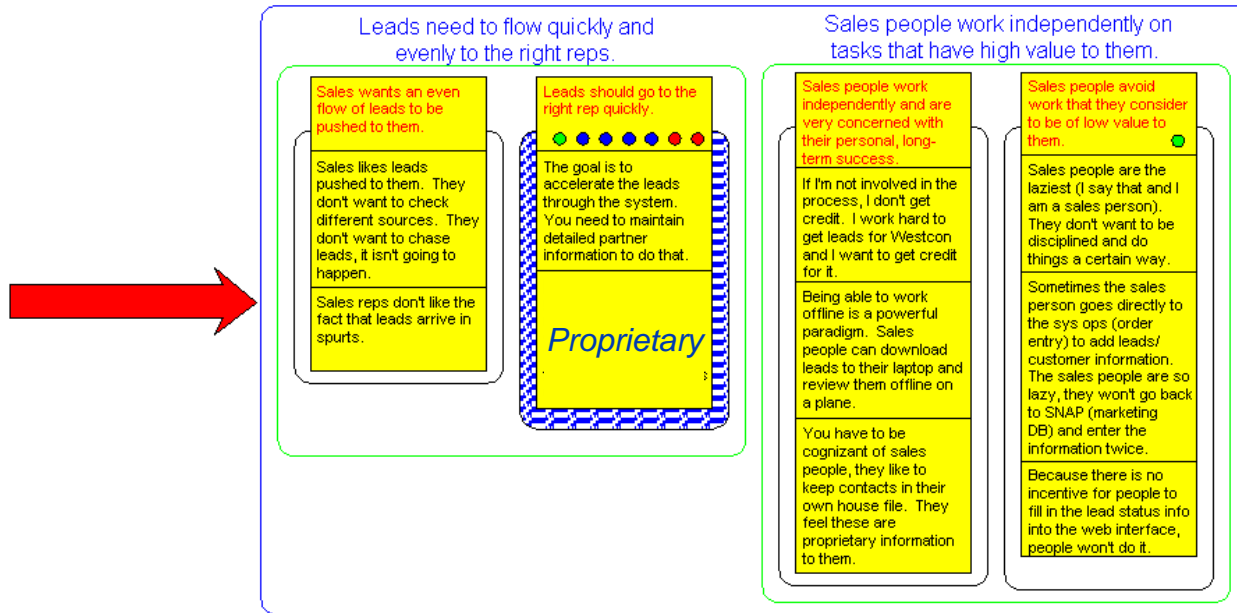 Leads need to flow quickly and
evenly to the right reps.
Sales wants an even
flow of leads to be
pushed to them.
Sales likes leads
pushed to them.  They
don't want to check
different sources.  They
don't want to chase
leads, it isn't going to
happen.
Sales reps don't like the
fact that leads arrive in
spurts.
Leads should go to the
right rep quickly.
The goal is to
accelerate the leads
through the system.
You need to maintain
detailed partner
information to do that.
Proprietary
s
Sales people work independently on
tasks that have high value to them.
Sales people work
independently and are
very concerned with
their personal, long-
term success.
If I'm not involved in the
process, I don't get
credit.  I work hard to
get leads for Westcon
and I want to get credit
for it.
Being able to work
offline is a powerful
paradigm.  Sales
people can download
leads to their laptop and
review them offline on
a plane.
You have to be
cognizant of sales
people, they like to
keep contacts in their
own house file.  They
feel these are
proprietary information
to them.
Sales people avoid
work that they consider
to be of low value to
them.
Sales people are the
laziest (I say that and I
am a sales person).
They don't want to be
disciplined and do
things a certain way.
Sometimes the sales
person goes directly to
the sys ops (order
entry) to add leads/
customer information.
The sales people are so
lazy, they won't go back
to SNAP (marketing
DB) and enter the
information twice.
Because there is no
incentive for people to
fill in the lead status info
into the web interface,
people won't do it.